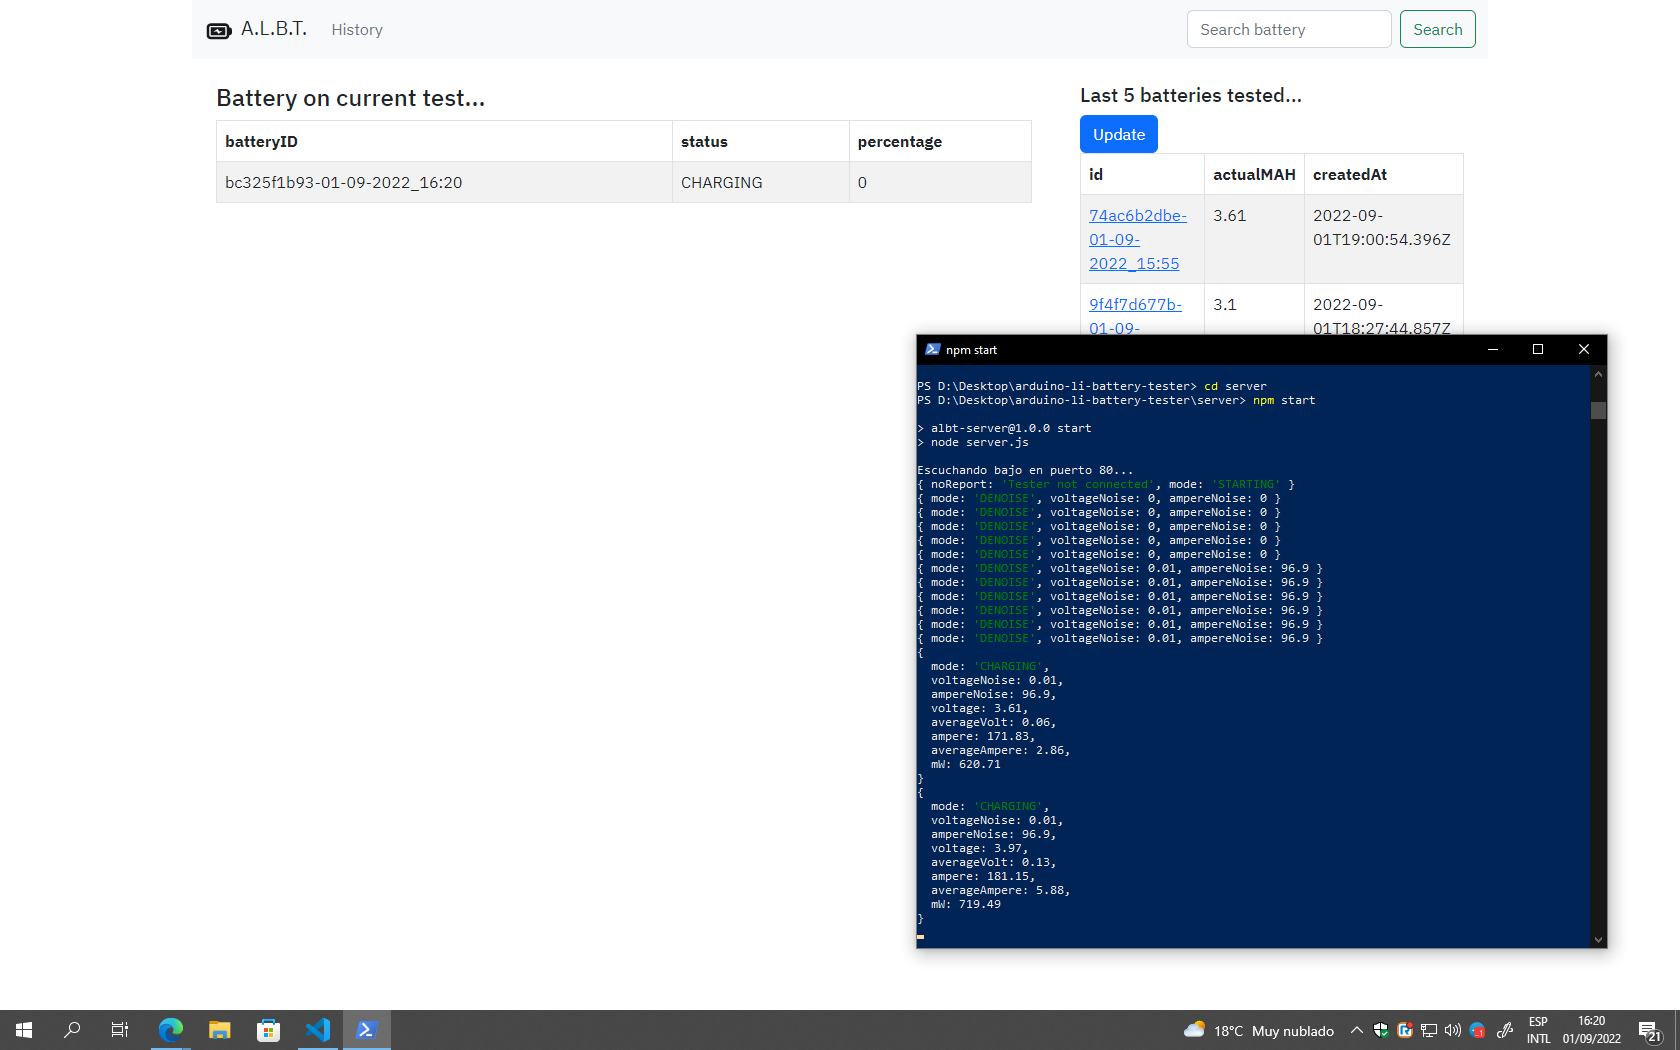 A.L.B.T.
History
Search battery
Search
Battery on current test...
batteryID status percentage
bc325f1b93-01-09-2022_16:20 CHARGING 0
Last 5 batteries tested...
Update
id actualMAH createdAt
74ac6b2dbe-
01-09-
2022_15:55
3.61
2022-09-
01T19:00:54.396Z
9f4f7d677b-
01-09-
3.1
2022-09-
01T18:27:44.857Z
npm start
PS D:\Desktop\arduino-li-battery-tester> cd server
PS D:\Desktop\arduino-li-battery-tester\server> npm start
> albt-server@1.0.0 start
> node server.js
Escuchando bajo en puerto 80...
{ noReport: 'Tester not connected', mode: 'STARTING' }
{ mode: 'DENOISE', voltageNoise: 0, ampereNoise: 0 }
{ mode: 'DENOISE', voltageNoise: 0, ampereNoise: 0 }
{ mode: 'DENOISE', voltageNoise: 0, ampereNoise: 0 }
{ mode: 'DENOISE', voltageNoise: 0, ampereNoise: 0 }
{ mode: 'DENOISE', voltageNoise: 0, ampereNoise: 0 }
{ mode: 'DENOISE', voltageNoise: 0.01, ampereNoise: 96.9 }
{ mode: 'DENOISE', voltageNoise: 0.01, ampereNoise: 96.9 }
{ mode: 'DENOISE', voltageNoise: 0.01, ampereNoise: 96.9 }
{ mode: 'DENOISE', voltageNoise: 0.01, ampereNoise: 96.9 }
{ mode: 'DENOISE', voltageNoise: 0.01, ampereNoise: 96.9 }
{ mode: 'DENOISE', voltageNoise: 0.01, ampereNoise: 96.9 }
{
mode: 'CHARGING',
voltageNoise: 0.01,
ampereNoise: 96.9,
voltage: 3.61,
averageVolt: 0.06,
ampere: 171.83,
averageAmpere: 2.86,
mW: 620.71
}
{
mode: 'CHARGING',
voltageNoise: 0.01,
ampereNoise: 96.9,
voltage: 3.97,
averageVolt: 0.13,
ampere: 181.15,
averageAmpere: 5.88,
mW: 719.49
}
18°C Muy nublado
ESP
INTL
16:20
01/09/2022
21